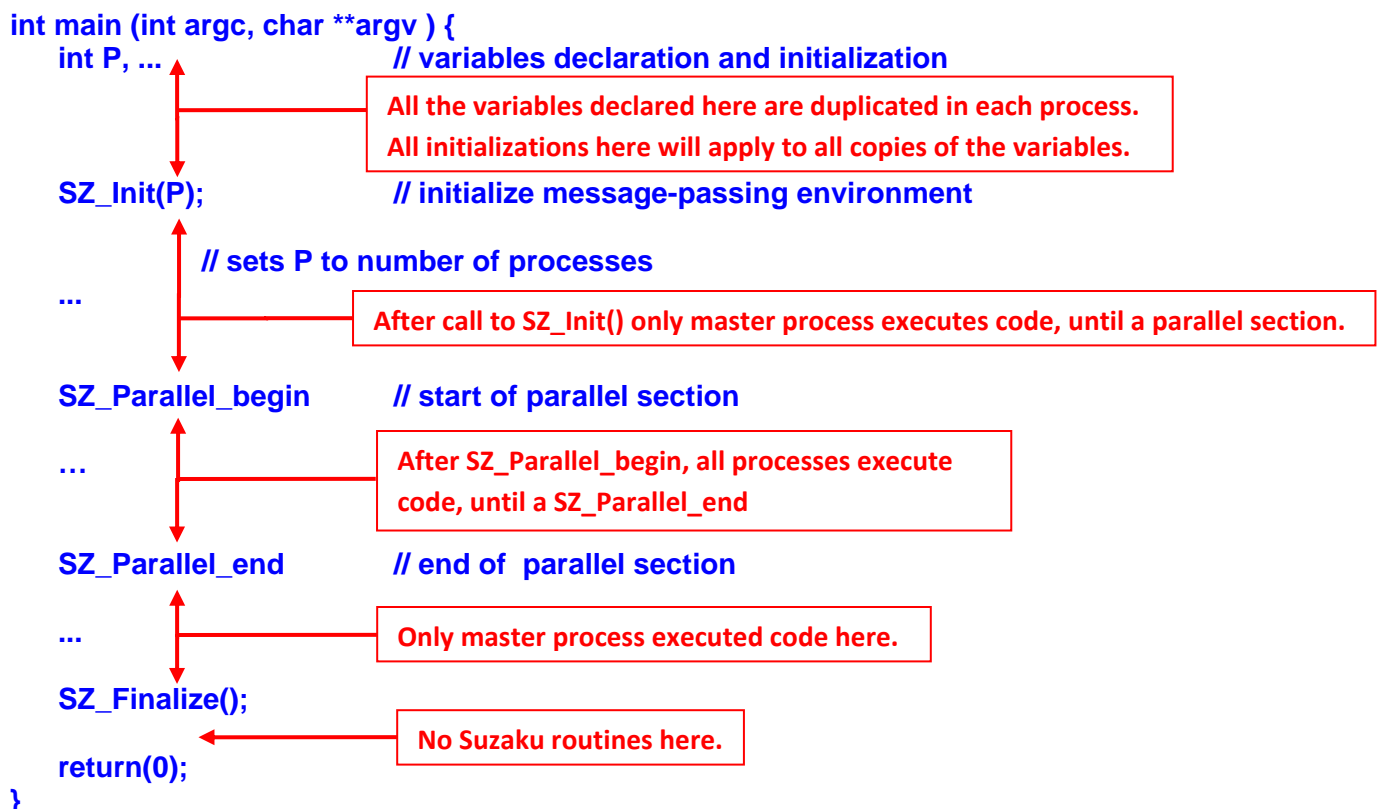 int main (int argc, char **argv ) {
int P, ... // variables declaration and initialization
All the variables declared here are duplicated in each process.
All initializations here will apply to all copies of the variables.
SZ_Init(P); // initialize message-passing environment
// sets P to number of processes
...
After call to SZ_Init() only master process executes code, until a parallel section.
SZ_Parallel_begin // start of parallel section
…
After SZ_Parallel_begin, all processes execute
code, until a SZ_Parallel_end
SZ_Parallel_end // end of  parallel section
...
Only master process executed code here.
SZ_Finalize();
No Suzaku routines here.
return(0);
}